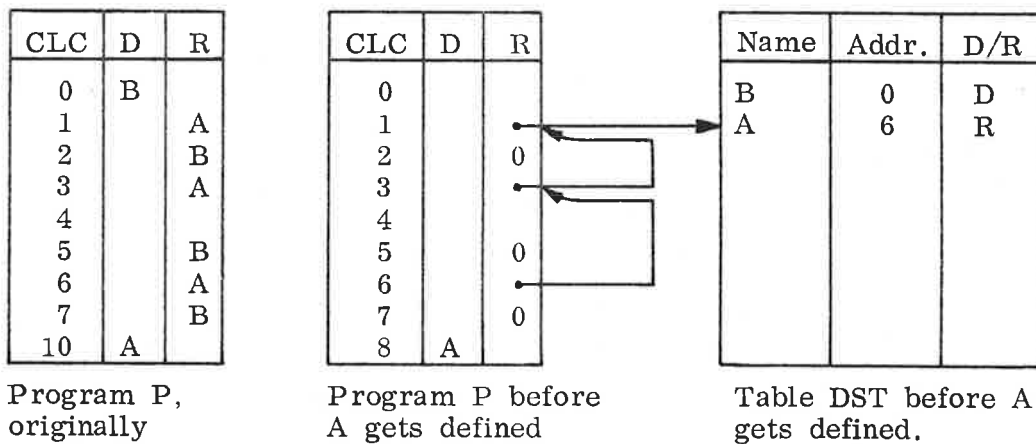 CLC D R
0 B
1 A
2 B
3 A
4
5 B
6 A
7 B
10 A
Program P,
originally
CLC D R
0
1
2 0
3
4
5 0
6
7 0
8 A
Program P before
A gets defined
Name Addr. D/R
B 0 D
A 6 R
Table DST before A
gets defined.